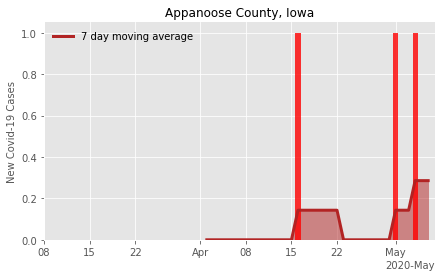 Appanoose County, Iowa
7 day moving average
New Covid-19 Cases
1.0
0.8
0.6
0.4
0.2
0.0
08 15 22 Apr 08 15 22 May
2020-May